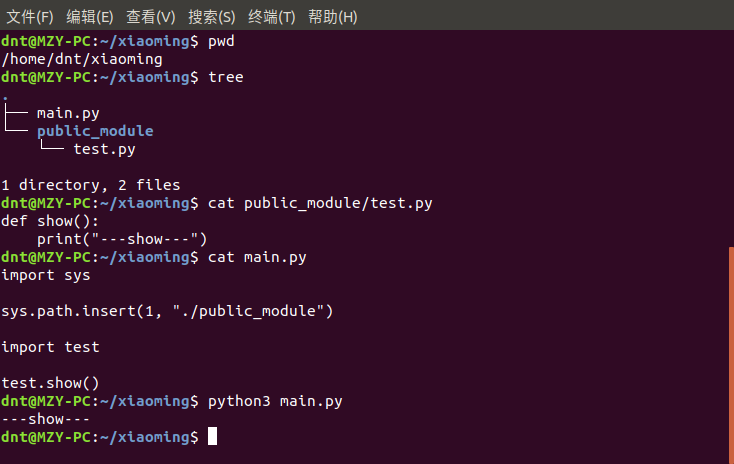 文件(F) 编辑(E) 查看(V) 搜索(S) 终端(T) 帮助(H)
dnt@MZY-PC:~/xiaoming$ pwd
/home/dnt/xiaoming
dnt@MZY-PC:~/xiaoming$ tree
.
├── main.py
└── public_module
    └── test.py
1 directory, 2 files
dnt@MZY-PC:~/xiaoming$ cat public_module/test.py
def show():
    print("---show---")
dnt@MZY-PC:~/xiaoming$ cat main.py
import sys
sys.path.insert(1, "./public_module")
import test
test.show()
dnt@MZY-PC:~/xiaoming$ python3 main.py
---show---
dnt@MZY-PC:~/xiaoming$